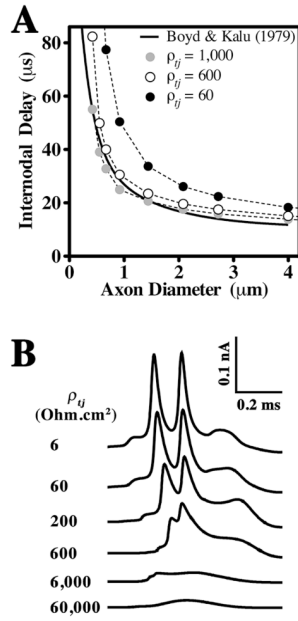 A
Internodal Delay (μs)
80
60
40
20
0
Boyd & Kalu (1979)
ρtj = 1,000
ρtj = 600
ρtj = 60
0 1 2 3 4
Axon Diameter (μm)
B
0.1 nA
0.2 ms
ρtj
(Ohm.cm²)
6
60
200
600
6,000
60,000